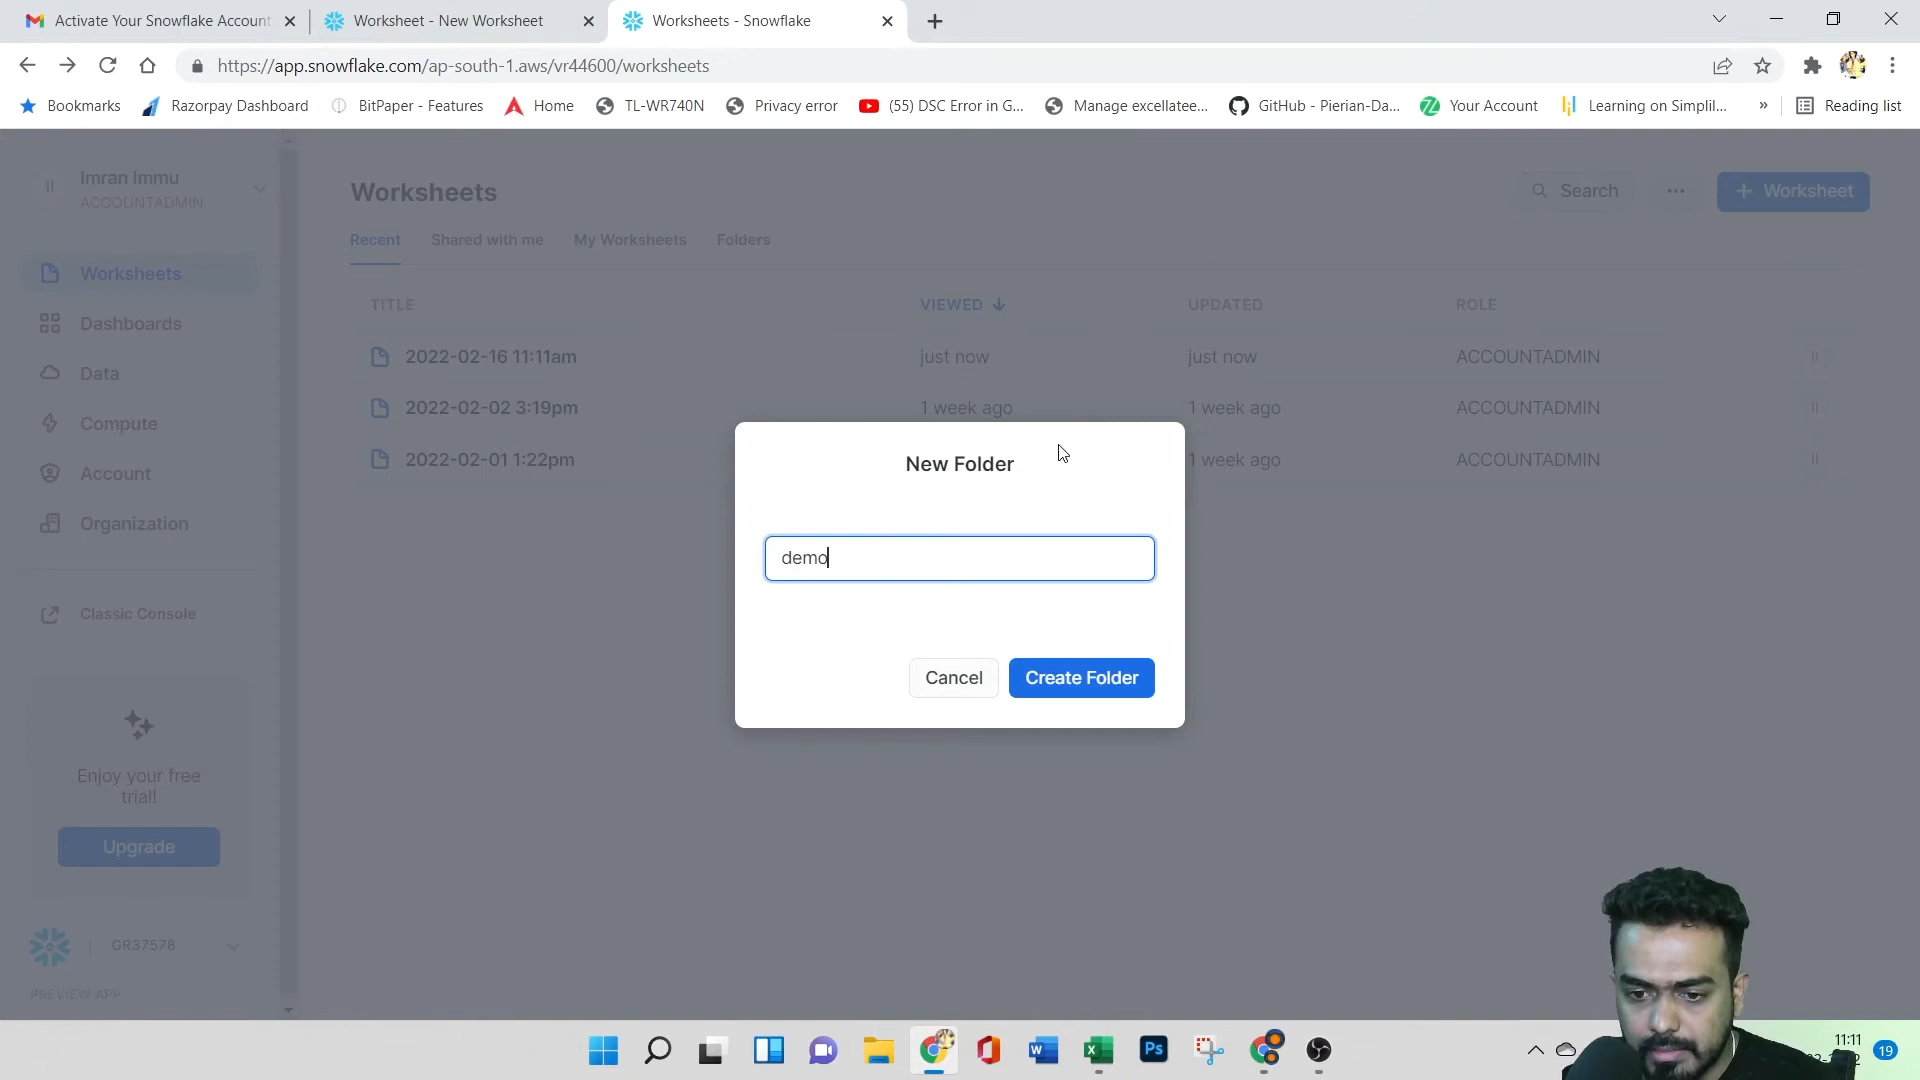 Activate Your Snowflake Account
Worksheet - New Worksheet
Worksheets - Snowflake
https://app.snowflake.com/ap-south-1.aws/vr44600/worksheets
Bookmarks
Razorpay Dashboard
BitPaper - Features
Home
TL-WR740N
Privacy error
(55) DSC Error in G...
Manage excellatee...
GitHub - Pierian-Da...
Your Account
Learning on Simplil...
»
Reading list
II
Imran Immu
ACCOUNTADMIN
Worksheets
Dashboards
Data
Compute
Account
Organization
Classic Console
Enjoy your free
trial!
Upgrade
GR37578
PREVIEW APP
Worksheets
Search
Worksheet
Recent
Shared with me
My Worksheets
Folders
TITLE
VIEWED
UPDATED
ROLE
2022-02-16 11:11am
just now
just now
ACCOUNTADMIN
II
2022-02-02 3:19pm
1 week ago
1 week ago
ACCOUNTADMIN
II
2022-02-01 1:22pm
1 week ago
ACCOUNTADMIN
II
New Folder
demo
Cancel
Create Folder
W
X
Ps
11:11
19